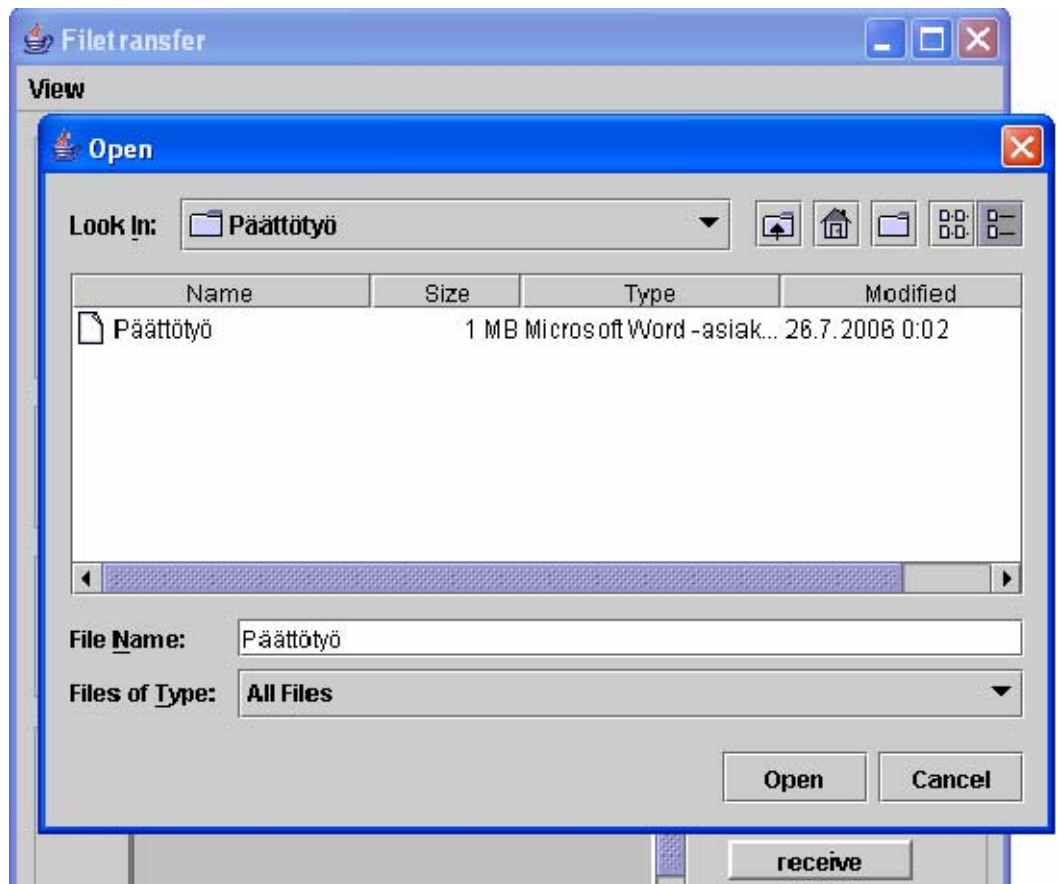 Filetransfer
View
Open
Look In: Päättötyö
Name Size Type Modified
Päättötyö 1 MB Microsoft Word -asiak... 26.7.2006 0:02
File Name: Päättötyö
Files of Type: All Files
Open Cancel
receive